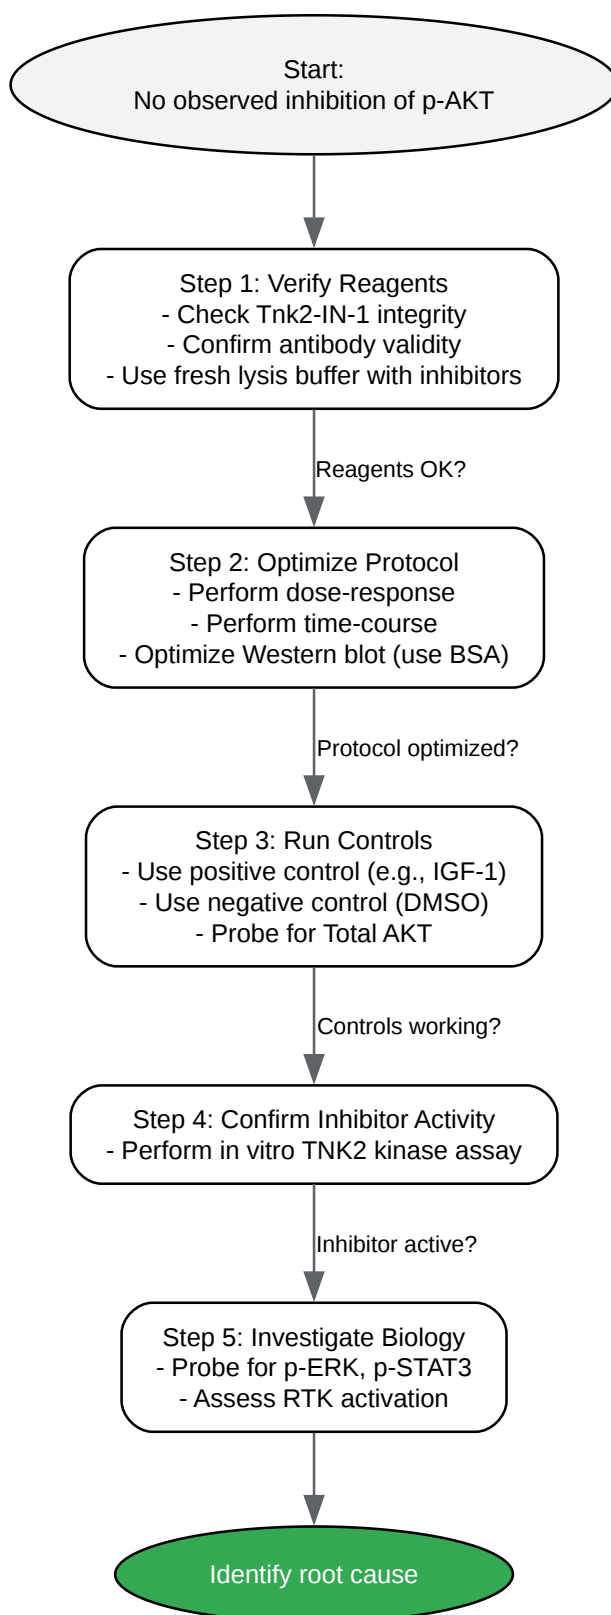 Start:
No observed inhibition of p-AKT
Step 1: Verify Reagents
- Check Tnk2-IN-1 integrity
- Confirm antibody validity
- Use fresh lysis buffer with inhibitors
Reagents OK?
Step 2: Optimize Protocol
- Perform dose-response
- Perform time-course
- Optimize Western blot (use BSA)
Protocol optimized?
Step 3: Run Controls
- Use positive control (e.g., IGF-1)
- Use negative control (DMSO)
- Probe for Total AKT
Controls working?
Step 4: Confirm Inhibitor Activity
- Perform in vitro TNK2 kinase assay
Inhibitor active?
Step 5: Investigate Biology
- Probe for p-ERK, p-STAT3
- Assess RTK activation
Identify root cause